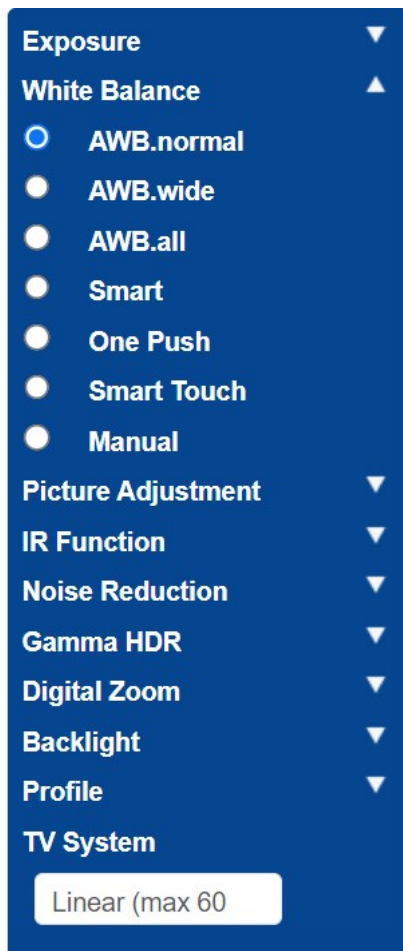 Exposure
White Balance
AWB.normal
AWB.wide
AWB.all
Smart
One Push
Smart Touch
Manual
Picture Adjustment
IR Function
Noise Reduction
Gamma HDR
Digital Zoom
Backlight
Profile
TV System
Linear (max 60